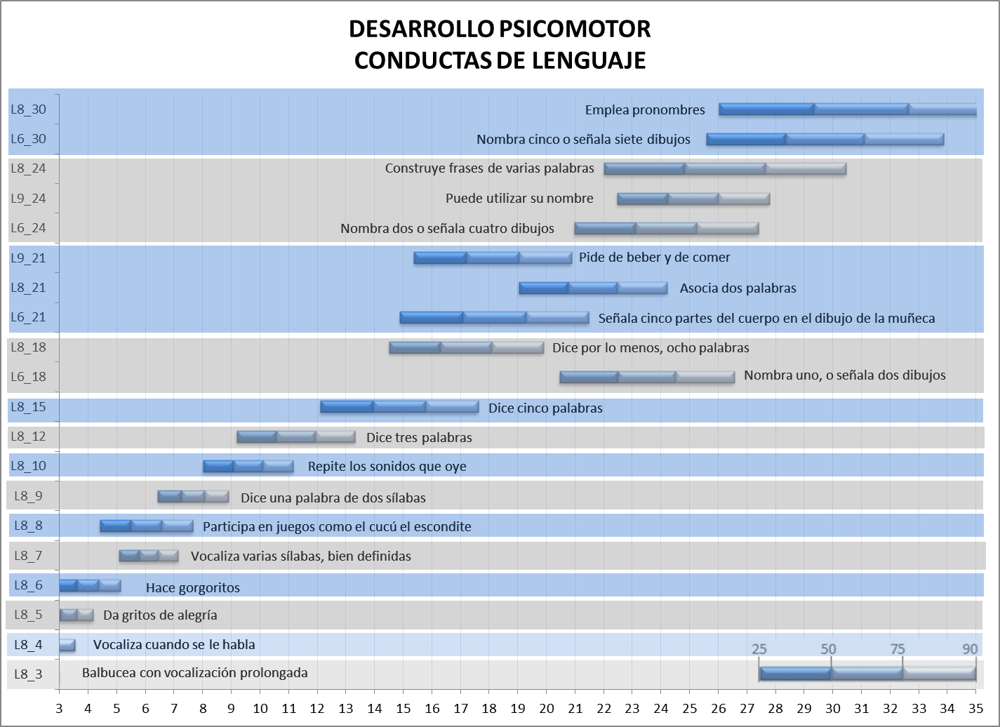 DESARROLLO PSICOMOTOR
CONDUCTAS DE LENGUAJE
L8_30 Emplea pronombres
L6_30 Nombra cinco o señala siete dibujos
L8_24 Construye frases de varias palabras
L9_24 Puede utilizar su nombre
L6_24 Nombra dos o señala cuatro dibujos
L9_21 Pide de beber y de comer
L8_21 Asocia dos palabras
L6_21 Señala cinco partes del cuerpo en el dibujo de la muñeca
L8_18 Dice por lo menos, ocho palabras
L6_18 Nombra uno, o señala dos dibujos
L8_15 Dice cinco palabras
L8_12 Dice tres palabras
L8_10 Repite los sonidos que oye
L8_9 Dice una palabra de dos sílabas
L8_8 Participa en juegos como el cucú el escondite
L8_7 Vocaliza varias sílabas, bien definidas
L8_6 Hace gorgoritos
L8_5 Da gritos de alegría
L8_4 Vocaliza cuando se le habla
25 50 75 90
L8_3 Balbucea con vocalización prolongada
3 4 5 6 7 8 9 10 11 12 13 14 15 16 17 18 19 20 21 22 23 24 25 26 27 28 29 30 31 32 33 34 35